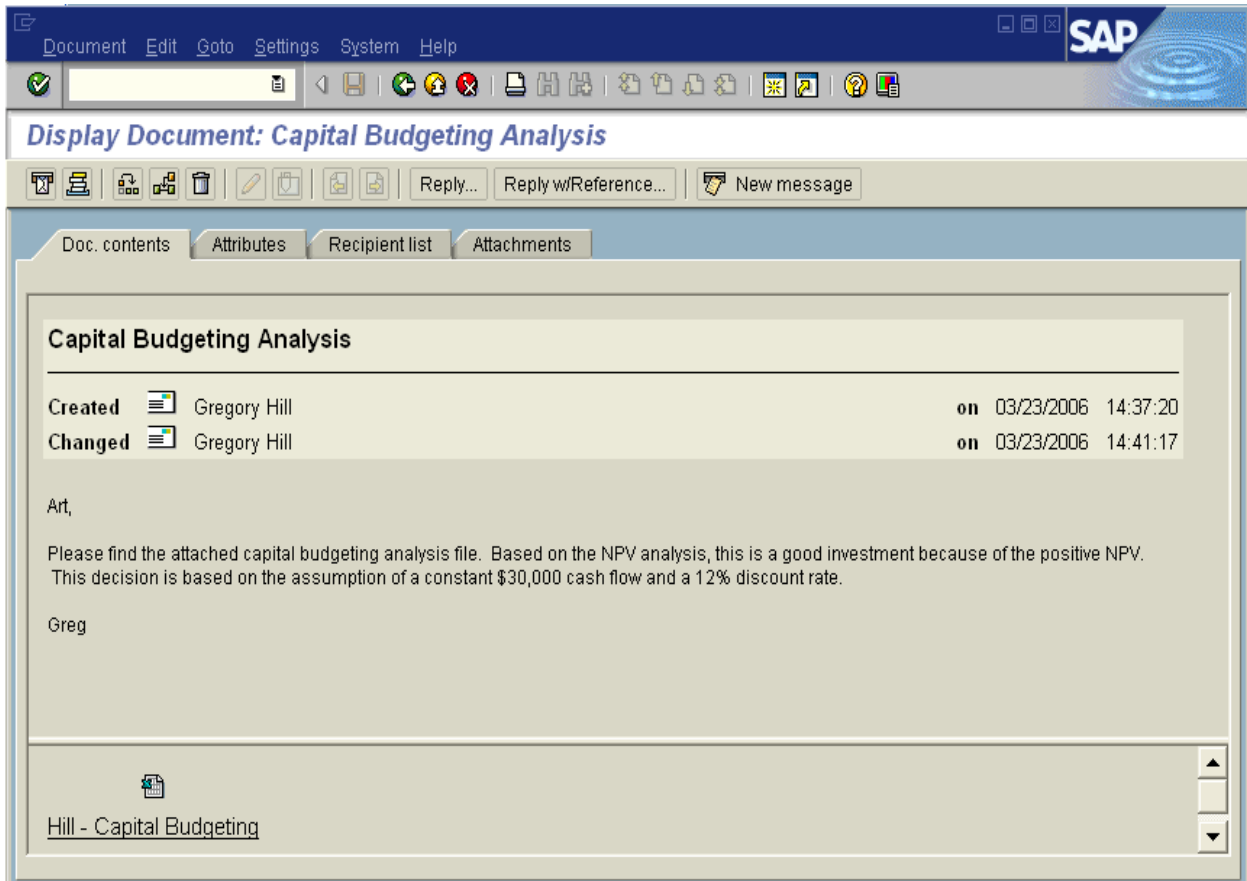 Document Edit Goto Settings System Help
SAP
Display Document: Capital Budgeting Analysis
Reply... Reply w/Reference... New message
Doc. contents Attributes Recipient list Attachments
Capital Budgeting Analysis
Created Gregory Hill on 03/23/2006 14:37:20
Changed Gregory Hill on 03/23/2006 14:41:17
Art,
Please find the attached capital budgeting analysis file. Based on the NPV analysis, this is a good investment because of the positive NPV.
This decision is based on the assumption of a constant $30,000 cash flow and a 12% discount rate.
Greg
Hill - Capital Budgeting